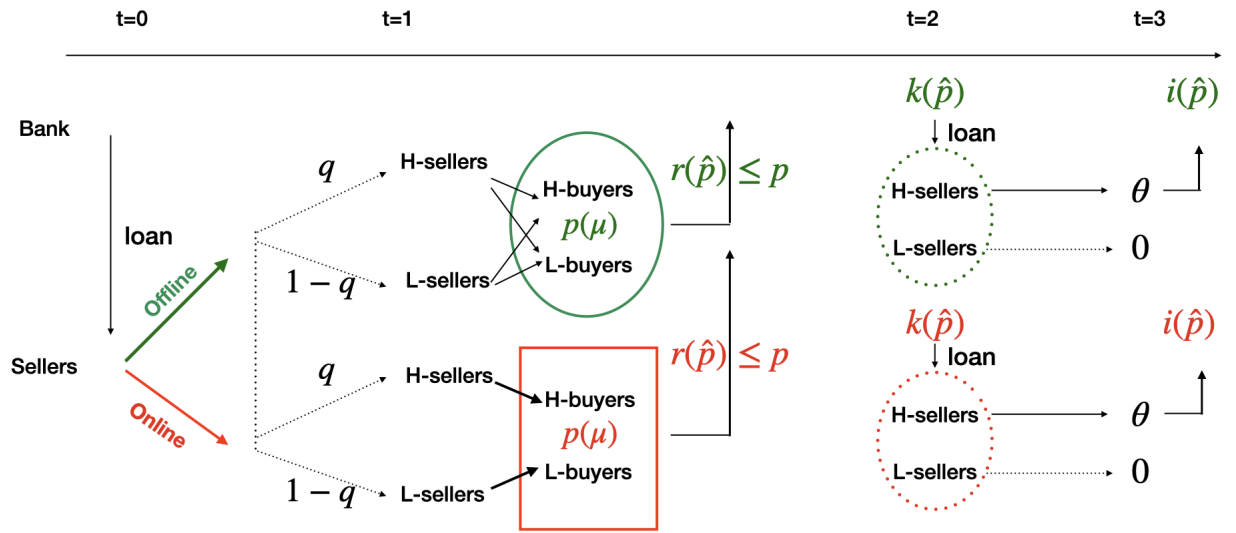 t=0 t=1 t=2 t=3
k(p̂) i(p̂)
Bank loan
q H-sellers r(p̂) ≤ p
H-buyers H-sellers θ
p(μ)
loan L-sellers 0
Offline 1 − q L-sellers L-buyers
k(p̂) i(p̂)
r(p̂) ≤ p loan
Sellers q H-sellers
Online H-buyers H-sellers θ
p(μ)
L-buyers L-sellers 0
1 − q L-sellers